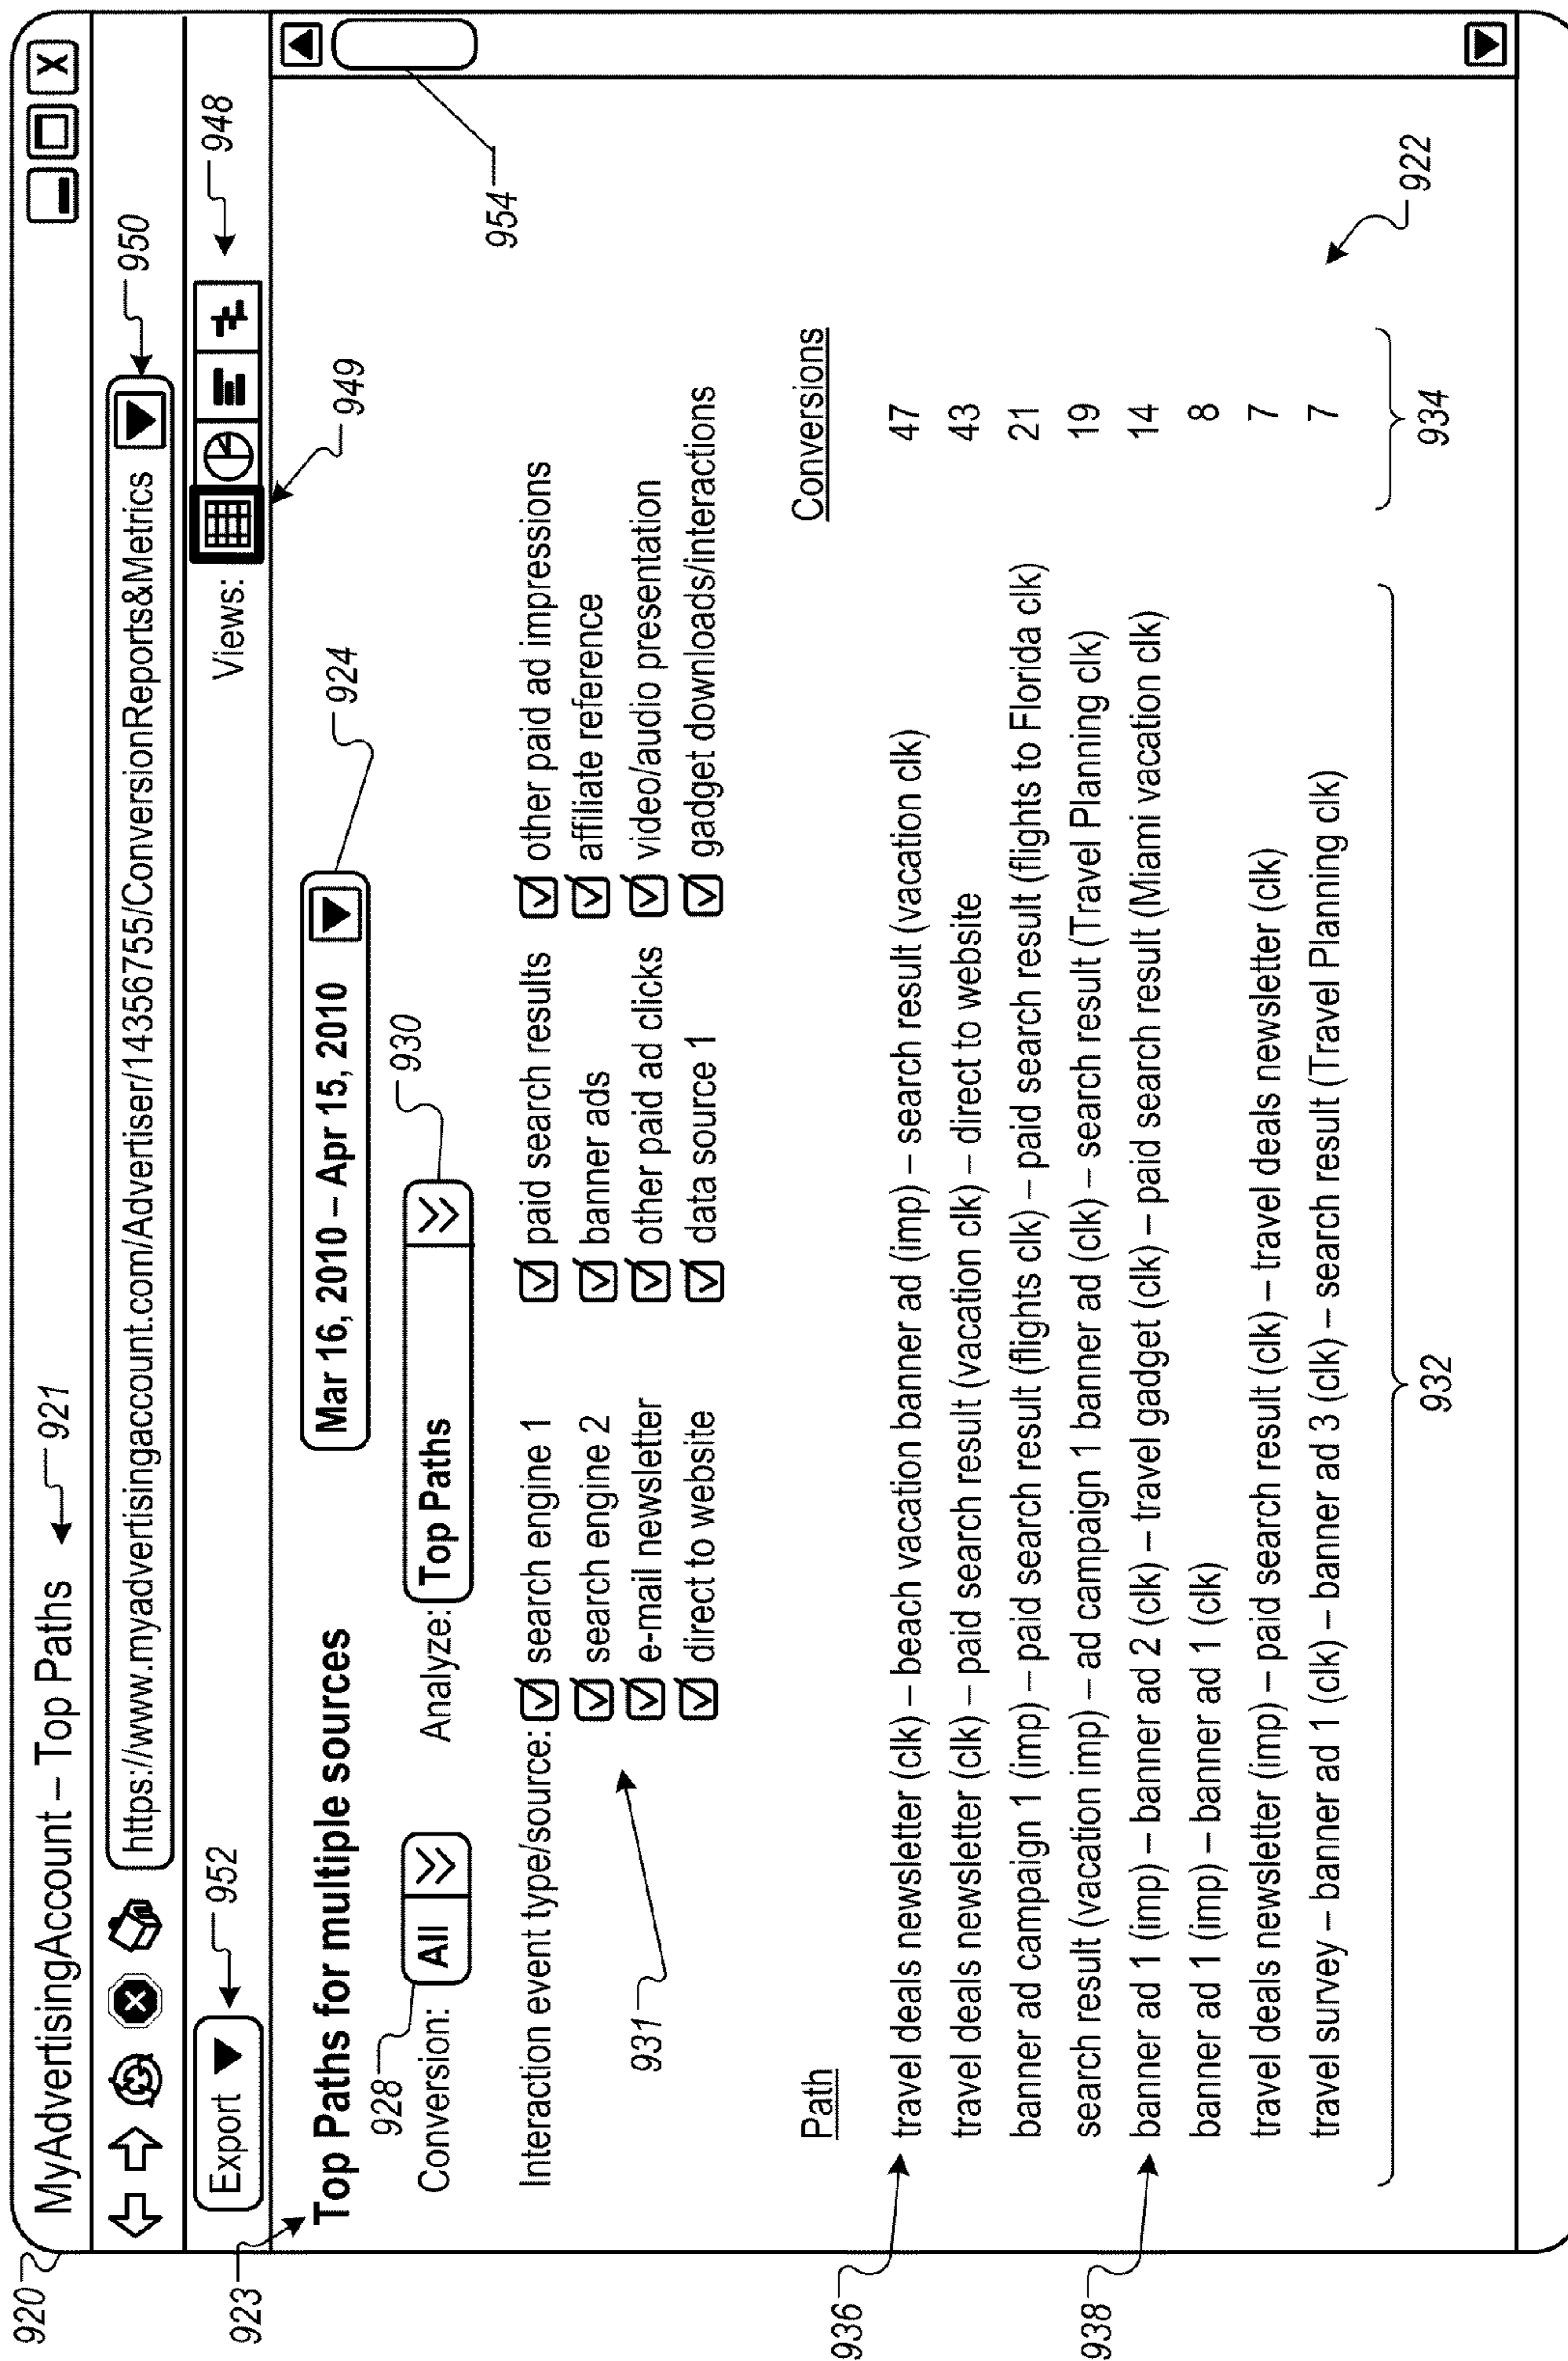 MyAdvertisingAccount – Top Paths
921
920
X
https://www.myadvertisingaccount.com/Advertiser/14356755/ConversionReports&Metrics
950
Export
952
Views:
948
949
923
Top Paths for multiple sources
Mar 16, 2010 – Apr 15, 2010
924
928
Conversion: All
Analyze: Top Paths
930
954
Interaction event type/source:
search engine 1
paid search results
other paid ad impressions
search engine 2
banner ads
affiliate reference
e-mail newsletter
other paid ad clicks
video/audio presentation
direct to website
data source 1
gadget downloads/interactions
931
Path
Conversions
936
travel deals newsletter (clk) – beach vacation banner ad (imp) – search result (vacation clk) 47
travel deals newsletter (clk) – paid search result (vacation clk) – direct to website 43
banner ad campaign 1 (imp) – paid search result (flights clk) – paid search result (flights to Florida clk) 21
search result (vacation imp) – ad campaign 1 banner ad (clk) – search result (Travel Planning clk) 19
938
banner ad 1 (imp) – banner ad 2 (clk) – travel gadget (clk) – paid search result (Miami vacation clk) 14
banner ad 1 (imp) – banner ad 1 (clk) 8
travel deals newsletter (imp) – paid search result (clk) – travel deals newsletter (clk) 7
travel survey – banner ad 1 (clk) – banner ad 3 (clk) – search result (Travel Planning clk) 7
922
932
934